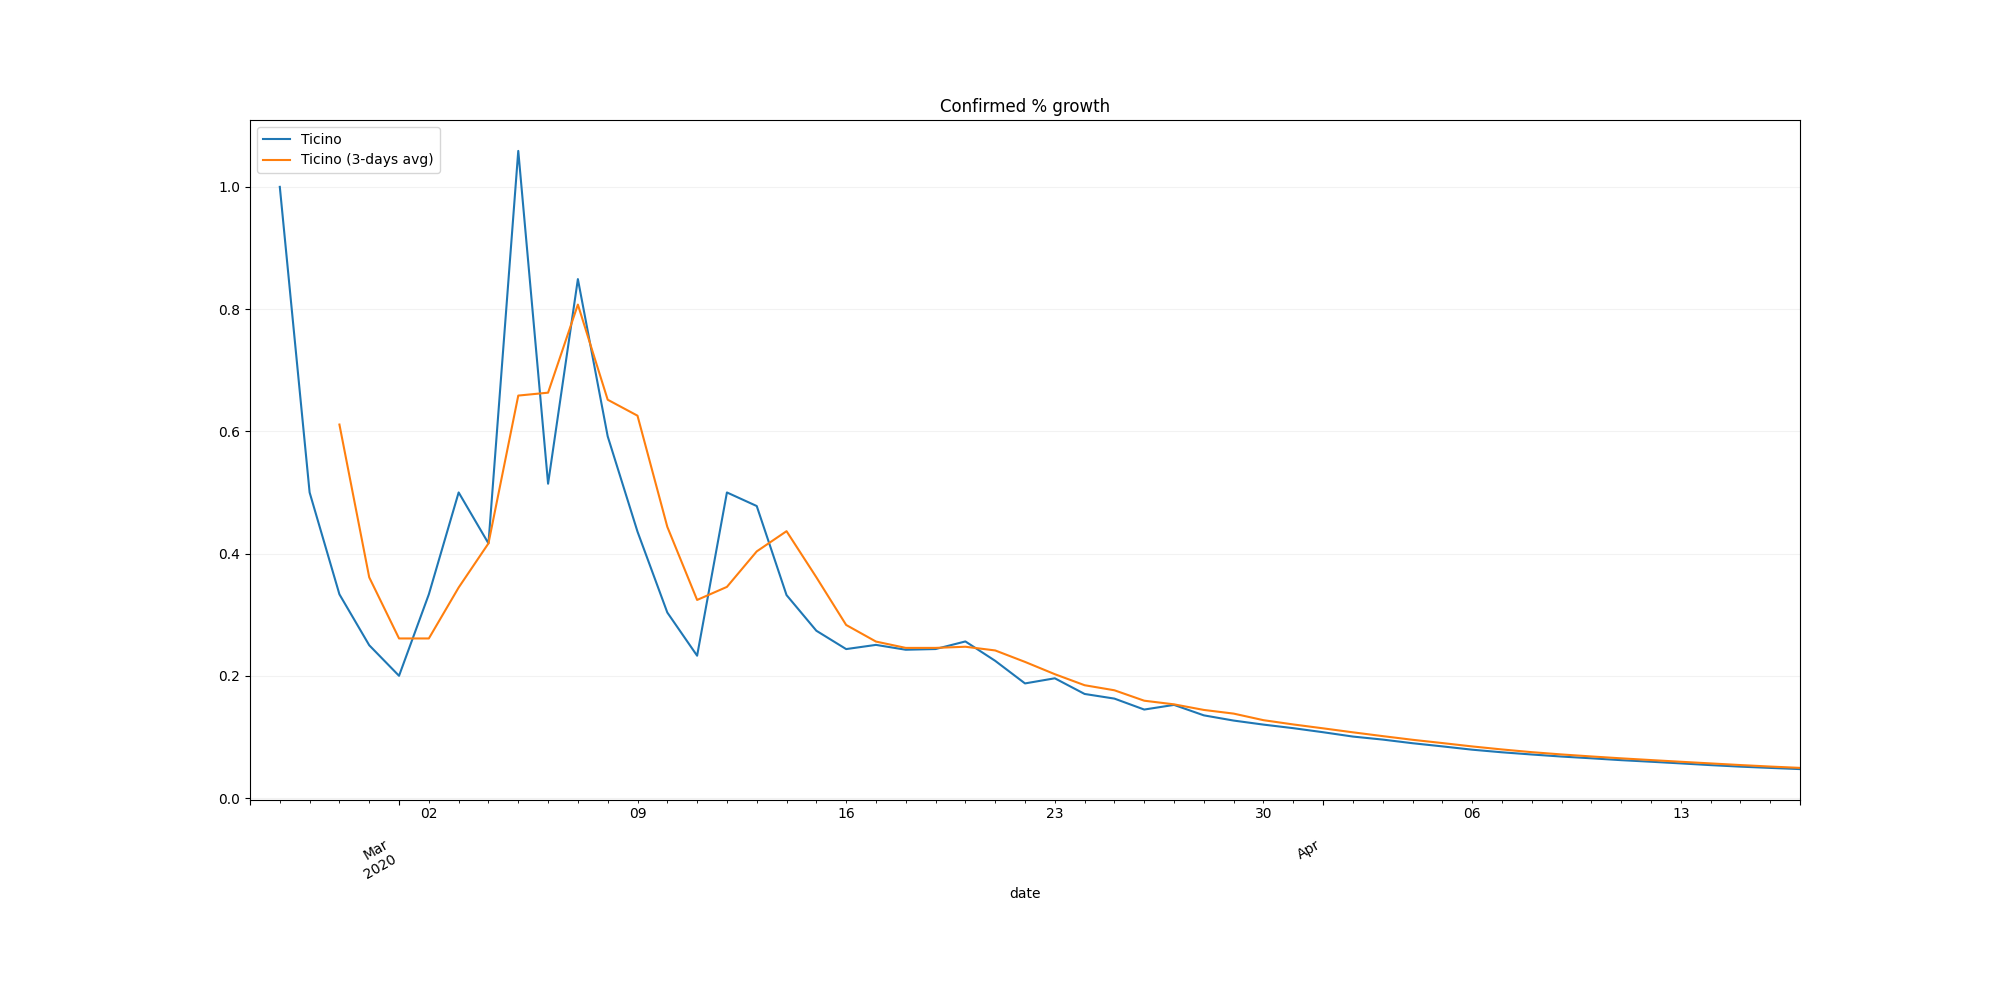 Confirmed % growth
Ticino
Ticino (3-days avg)
1.0
0.8
0.6
0.4
0.2
0.0
02 09 16 23 30 06 13
Mar
2020
Apr
date